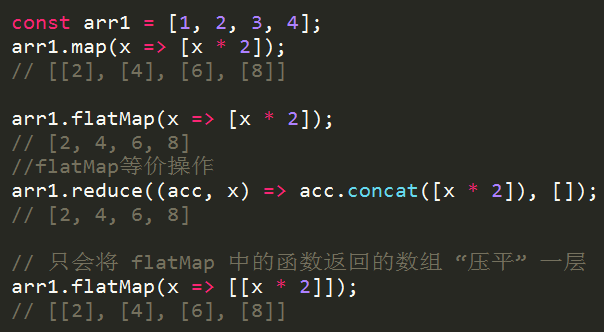 const arr1 = [1, 2, 3, 4];
arr1.map(x => [x * 2]);
// [[2], [4], [6], [8]]
arr1.flatMap(x => [x * 2]);
// [2, 4, 6, 8]
//flatMap等价操作
arr1.reduce((acc, x) => acc.concat([x * 2]), []);
// [2, 4, 6, 8]
// 只会将 flatMap 中的函数返回的数组 “压平” 一层
arr1.flatMap(x => [[x * 2]]);
// [[2], [4], [6], [8]]